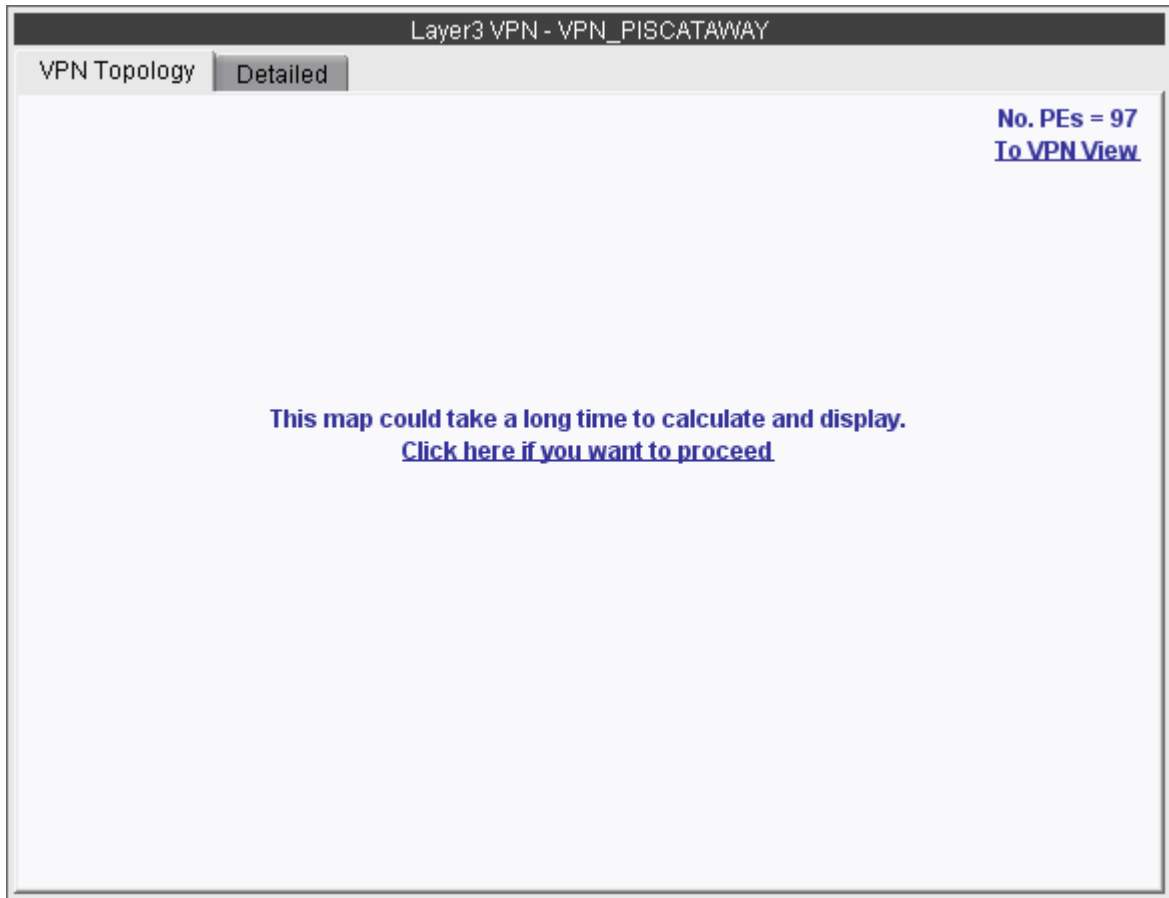 Layer3 VPN - VPN_PISCATAWAY
VPN Topology Detailed
No. PEs = 97
To VPN View
This map could take a long time to calculate and display.
Click here if you want to proceed